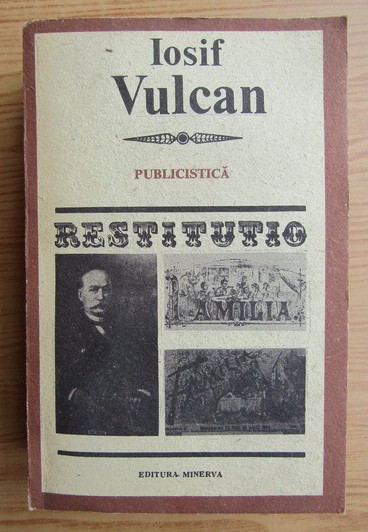 Iosif
Vulcan
PUBLICISTICĂ
RESTITUTIO
FAMILIA.
EDITURA MINERVA